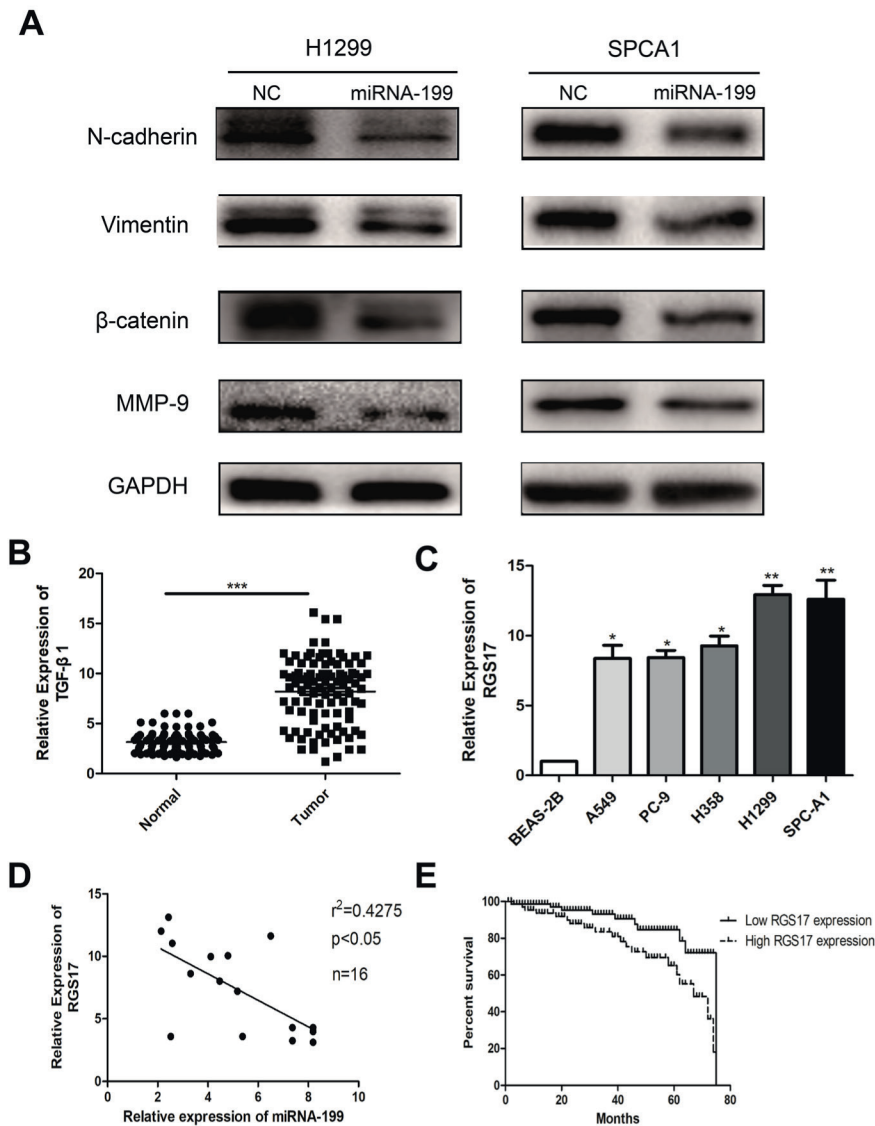 A
H1299 SPCA1
NC miRNA-199 NC miRNA-199
N-cadherin
Vimentin
β-catenin
MMP-9
GAPDH
B
Relative Expression of
TGF-β1
20
15
10
5
0
***
Normal Tumor
C
Relative Expression of
RGS17
15
10
5
0
* * * ** **
BEAS-2B A549 PC-9 H358 H1299 SPC-A1
D
Relative Expression of
RGS17
15
10
5
0
r²=0.4275
p<0.05
n=16
0 2 4 6 8 10
Relative expression of miRNA-199
E
Percent survival
100
80
60
40
20
0
Low RGS17 expression
High RGS17 expression
0 20 40 60 80
Months